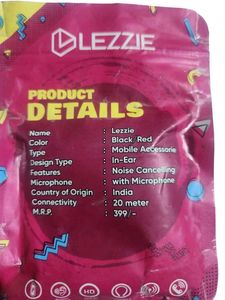 LEZZIE
PRODUCT
DETAILS
Name : Lezzie
Color : Black/Red
Type : Mobile Accessorie
Design Type : In-Ear
Features : Noise Cancelling
Microphone : with Microphone
Country of Origin : India
Connectivity : 20 meter
M.R.P. : 399/-
HD